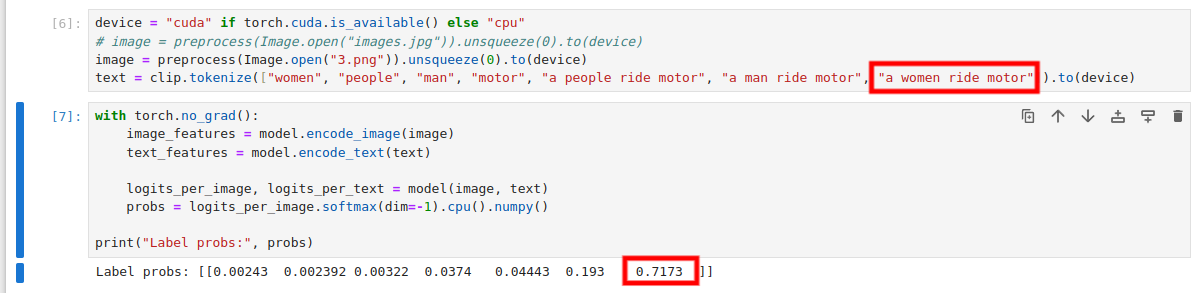 [6]:
device = "cuda" if torch.cuda.is_available() else "cpu"
# image = preprocess(Image.open("images.jpg")).unsqueeze(0).to(device)
image = preprocess(Image.open("3.png")).unsqueeze(0).to(device)
text = clip.tokenize(["women", "people", "man", "motor", "a people ride motor", "a man ride motor", "a women ride motor" ).to(device)
[7]:
with torch.no_grad():
    image_features = model.encode_image(image)
    text_features = model.encode_text(text)
    logits_per_image, logits_per_text = model(image, text)
    probs = logits_per_image.softmax(dim=-1).cpu().numpy()
print("Label probs:", probs)
Label probs: [[0.00243  0.002392 0.00322  0.0374   0.04443  0.193    0.7173  ]]